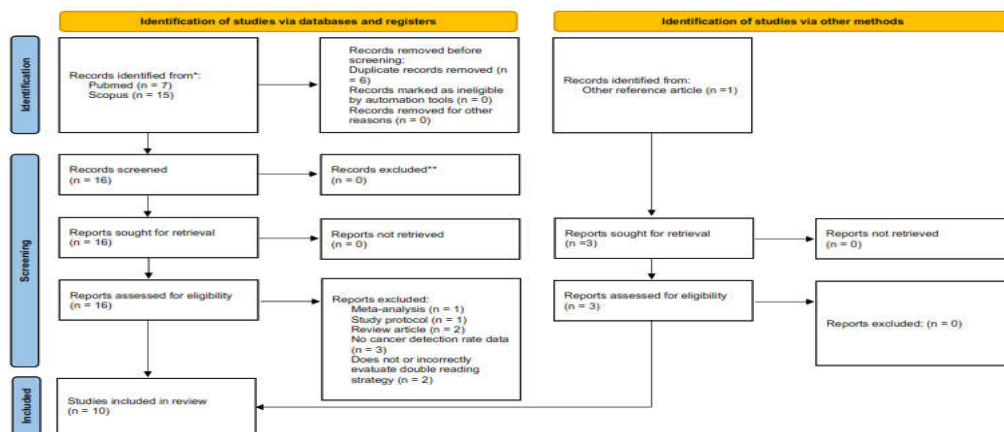 Identification of studies via databases and registers
Identification of studies via other methods
Identification
Records identified from*:
Pubmed (n = 7)
Scopus (n = 15)
Records removed before
screening:
Duplicate records removed (n
= 6)
Records marked as ineligible
by automation tools (n = 0)
Records removed for other
reasons (n = 0)
Records identified from:
Other reference article (n =1)
Screening
Records screened
(n = 16)
Records excluded**
(n = 0)
Reports sought for retrieval
(n = 16)
Reports not retrieved
(n = 0)
Reports sought for retrieval
(n =3)
Reports not retrieved
(n = 0)
Reports assessed for eligibility
(n = 16)
Reports excluded:
Meta-analysis (n = 1)
Study protocol (n = 1)
Review article (n = 2)
No cancer detection rate data
(n = 3)
Does not or incorrectly
evaluate double reading
strategy (n = 2)
Reports assessed for eligibility
(n = 3)
Reports excluded: (n = 0)
Included
Studies included in review
(n = 10)